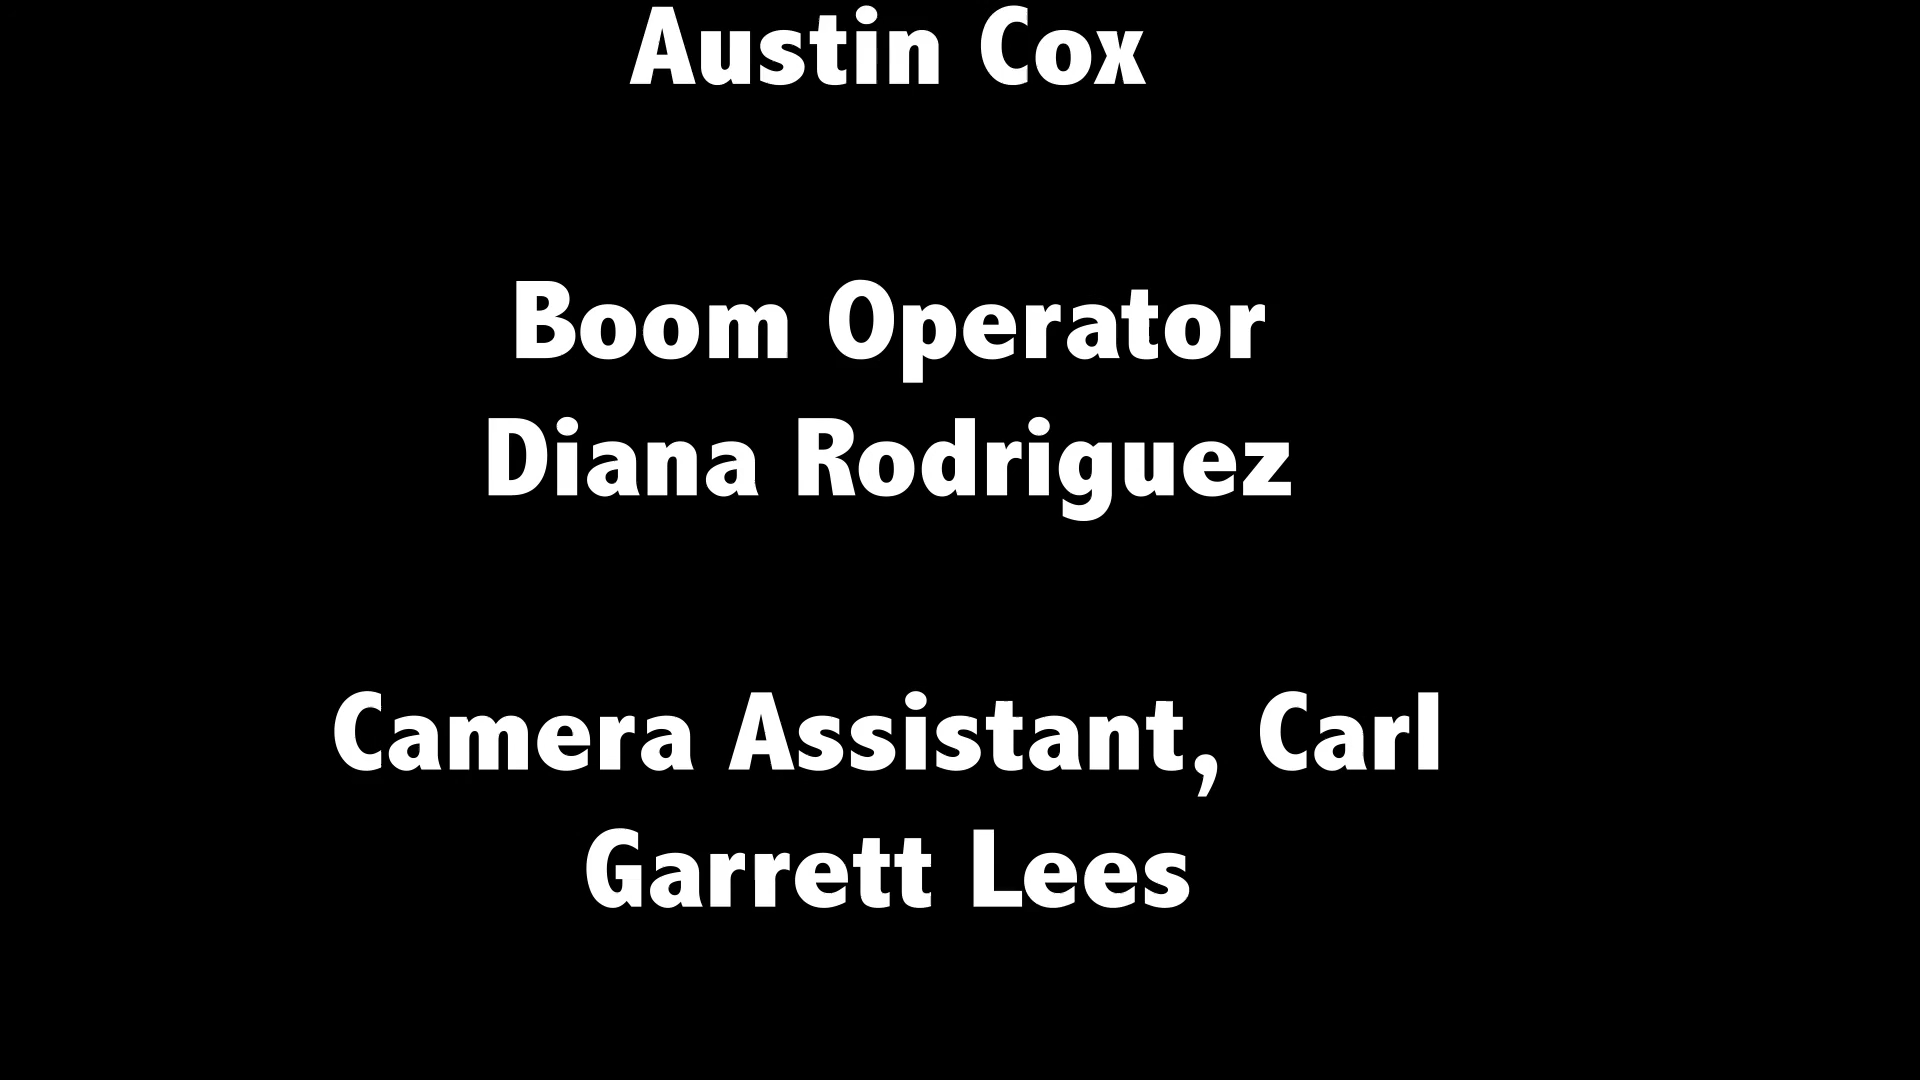 Austin Cox
Boom Operator
Diana Rodriguez
Camera Assistant, Carl
Garrett Lees